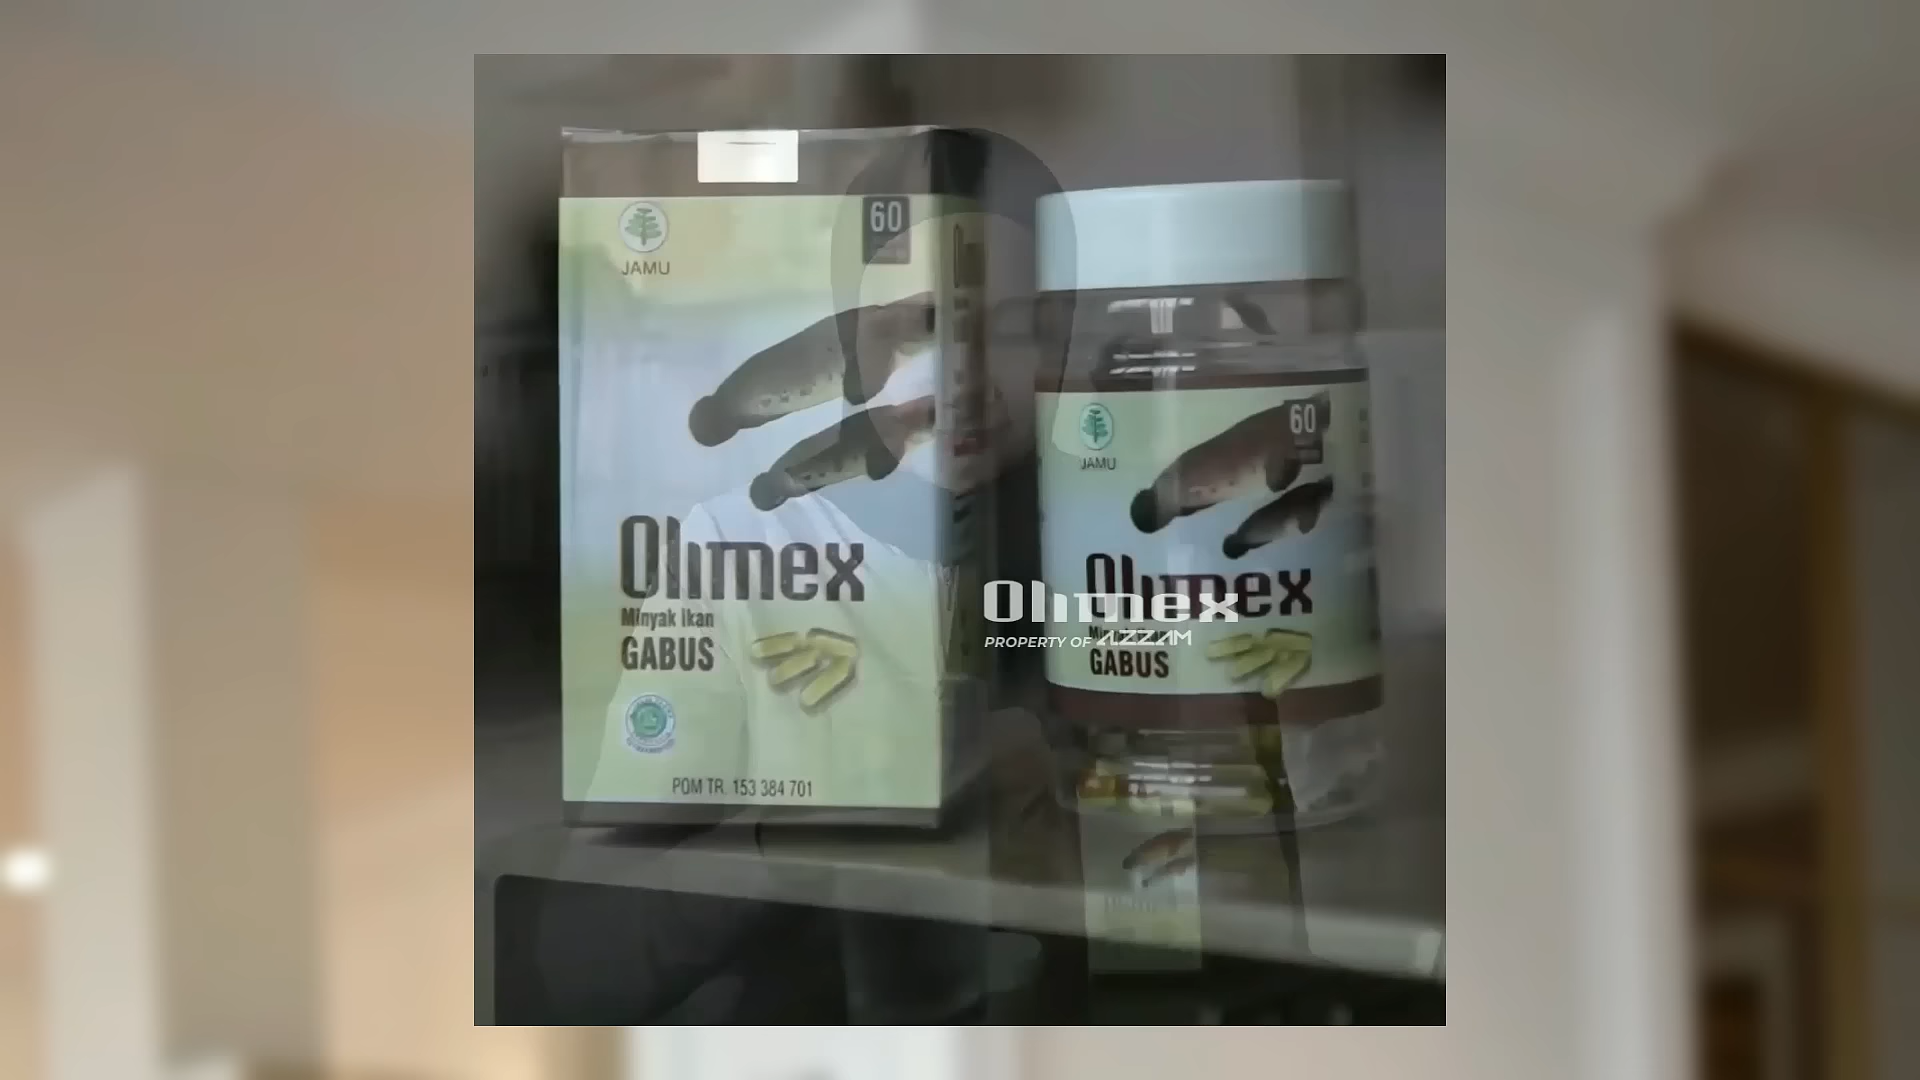 JAMU
60
Olimex
Minyak Ikan
GABUS
POM TR. 153 384 701
60
JAMU
Olimex
GABUS
Olimex
PROPERTY OF AZZAM